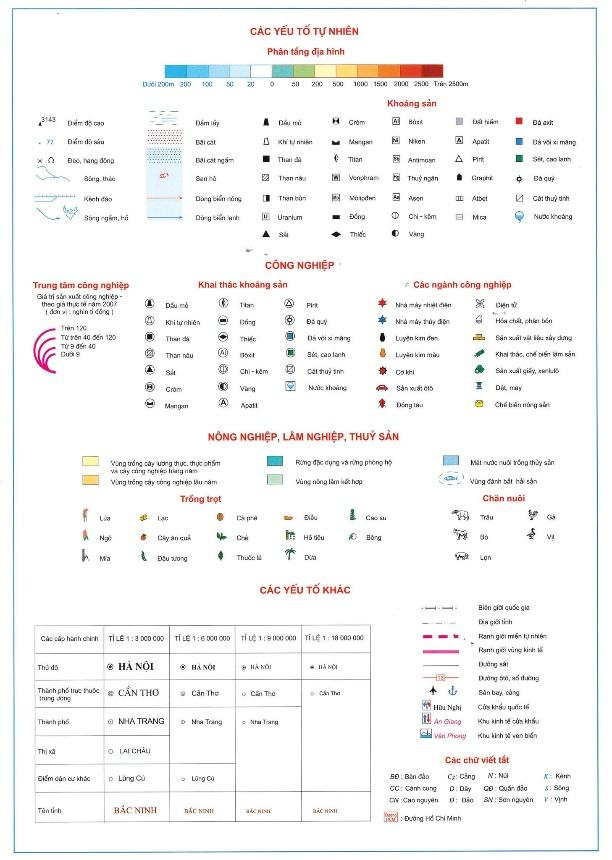 CÁC YẾU TỐ TỰ NHIÊN
Phân tầng địa hình
Dưới 200m 200 100 50 20 0 50 200 500 1000 1500 2000 2500 Trên 2500m
Khoáng sản
3143 Điểm độ cao
77 Điểm độ sâu
Đèo, hang động
Sông, thác
Kênh đào
Sông ngầm, hồ
Đầm lầy
Bãi cát
Bãi cát ngầm
San hô
Dòng biển nóng
Dòng biển lạnh
Dầu mỏ
Khí tự nhiên
Than đá
Than nâu
Than bùn
U Uranium
Sắt
Crôm
Mangan
Titan
Vonphram
Môlipđen
Đồng
Thiếc
Bôxit
Niken
Antimoan
Thuỷ ngân
Asen
Chì - kẽm
Vàng
Đất hiếm
Apatit
Pirit
Graphit
Atbet
Mica
Đá axit
Đá vôi xi măng
Sét, cao lanh
Đá quý
Cát thuỷ tinh
Nước khoáng
CÔNG NGHIỆP
Trung tâm công nghiệp
Giá trị sản xuất công nghiệp -
theo giá thực tế năm 2007
( đơn vị : nghìn tỉ đồng )
Trên 120
Từ trên 40 đến 120
Từ 9 đến 40
Dưới 9
Khai thác khoáng sản
Dầu mỏ
Khí tự nhiên
Than đá
Than nâu
Sắt
Crôm
Mangan
Titan
Đồng
Thiếc
Bôxit
Chì - kẽm
Vàng
Apatit
Pirit
Đá quý
Đá vôi xi măng
Sét, cao lanh
Cát thuỷ tinh
Nước khoáng
Các ngành công nghiệp
Nhà máy nhiệt điện
Nhà máy thủy điện
Luyện kim đen
Luyện kim màu
Cơ khí
Sản xuất ôtô
Đóng tàu
Điện tử
Hóa chất, phân bón
Sản xuất vật liệu xây dựng
Khai thác, chế biến lâm sản
Sản xuất giấy, xenlulô
Dệt, may
Chế biến nông sản
NÔNG NGHIỆP, LÂM NGHIỆP, THUỶ SẢN
Vùng trồng cây lương thực, thực phẩm
và cây công nghiệp hàng năm
Vùng trồng cây công nghiệp lâu năm
Rừng đặc dụng và rừng phòng hộ
Vùng nông lâm kết hợp
Mặt nước nuôi trồng thủy sản
Vùng đánh bắt hải sản
Trồng trọt
Lúa
Ngô
Mía
Lạc
Cây ăn quả
Đậu tương
Cà phê
Chè
Thuốc lá
Điều
Hồ tiêu
Dừa
Cao su
Bông
Chăn nuôi
Trâu
Bò
Lợn
Gà
Vịt
CÁC YẾU TỐ KHÁC
Các cấp hành chính TỈ LỆ 1 : 3 000 000 TỈ LỆ 1 : 6 000 000 TỈ LỆ 1 : 9 000 000 TỈ LỆ 1 : 18 000 000
Thủ đô HÀ NỘI HÀ NỘI HÀ NỘI HÀ NỘI
Thành phố trực thuộc
trung ương CẦN THƠ Cần Thơ Cần Thơ Cần Thơ
Thành phố NHA TRANG Nha Trang Nha Trang
Thị xã LAI CHÂU
Điểm dân cư khác Lũng Cú Lũng Cú
Tên tỉnh BẮC NINH BẮC NINH BẮC NINH BẮC NINH
Biên giới quốc gia
Địa giới tỉnh
Ranh giới miền tự nhiên
Ranh giới vùng kinh tế
Đường sắt
Đường ôtô, số đường
Sân bay, cảng
Hữu Nghị Cửa khẩu quốc tế
An Giang Khu kinh tế cửa khẩu
Vân Phong Khu kinh tế ven biển
Các chữ viết tắt
BĐ : Bán đảo Cg : Cảng N : Núi K : Kênh
CC : Cánh cung D : Dãy QĐ : Quần đảo S : Sông
CN : Cao nguyên Đ : Đảo SN : Sơn nguyên V : Vịnh
Đường HCM : Đường Hồ Chí Minh